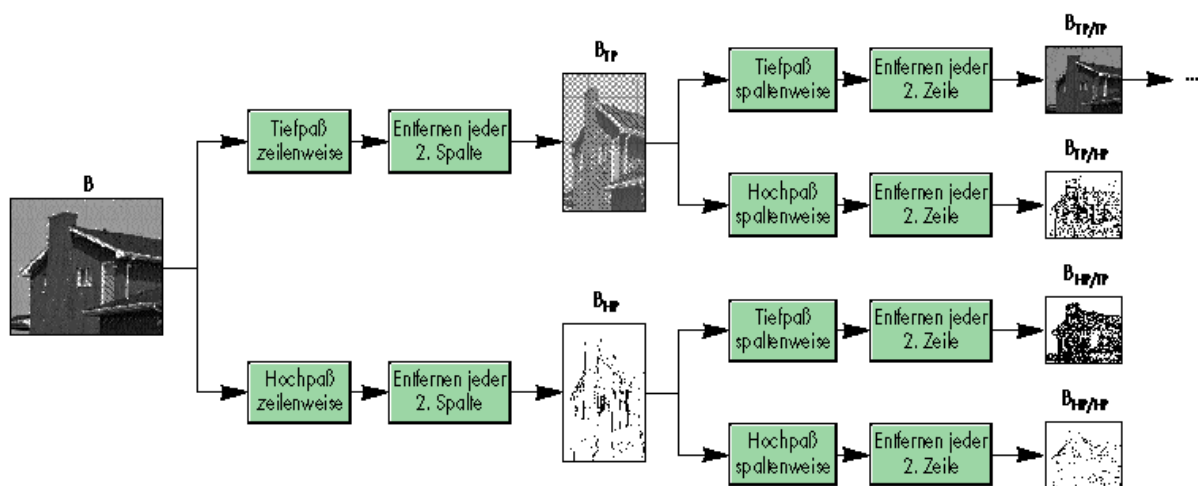 B
Tiefpaß
zeilenweise
Entfernen jeder
2. Spalte
B_TP
Tiefpaß
spaltenweise
Entfernen jeder
2. Zeile
B_TP/TP
...
Hochpaß
spaltenweise
Entfernen jeder
2. Zeile
B_TP/HP
Hochpaß
zeilenweise
Entfernen jeder
2. Spalte
B_HP
Tiefpaß
spaltenweise
Entfernen jeder
2. Zeile
B_HP/TP
Hochpaß
spaltenweise
Entfernen jeder
2. Zeile
B_HP/HP